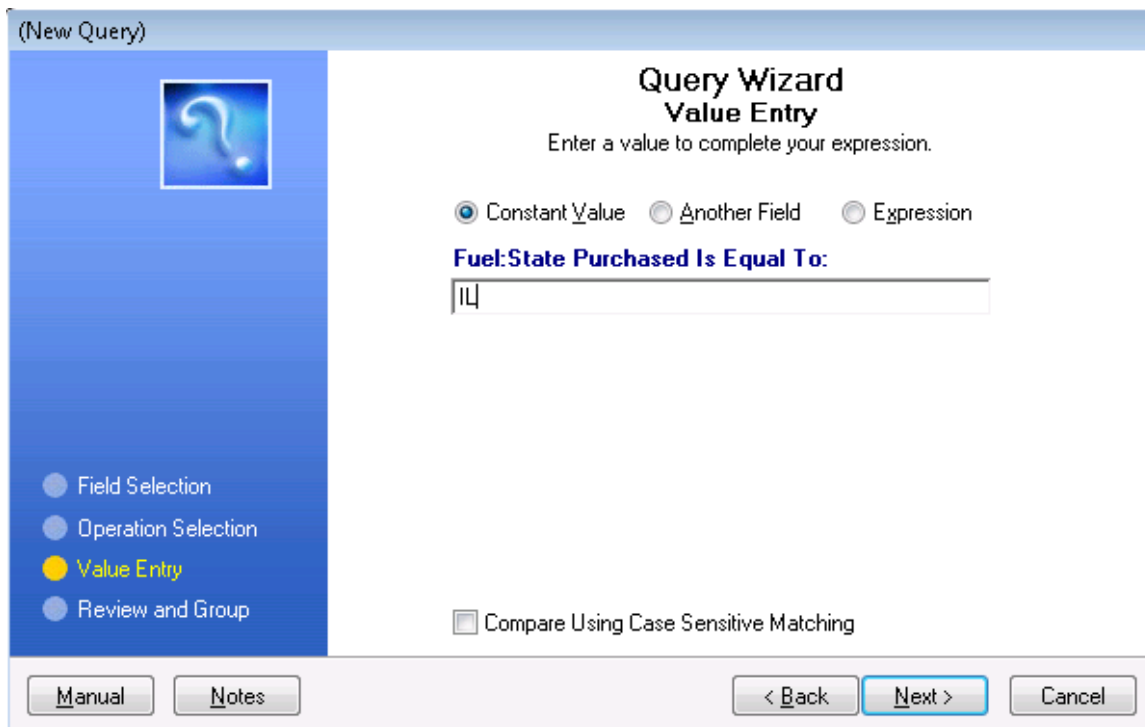 (New Query)
Query Wizard
Value Entry
Enter a value to complete your expression.
Constant Value Another Field Expression
Fuel:State Purchased Is Equal To:
IL
Field Selection
Operation Selection
Value Entry
Review and Group
Compare Using Case Sensitive Matching
Manual Notes < Back Next > Cancel